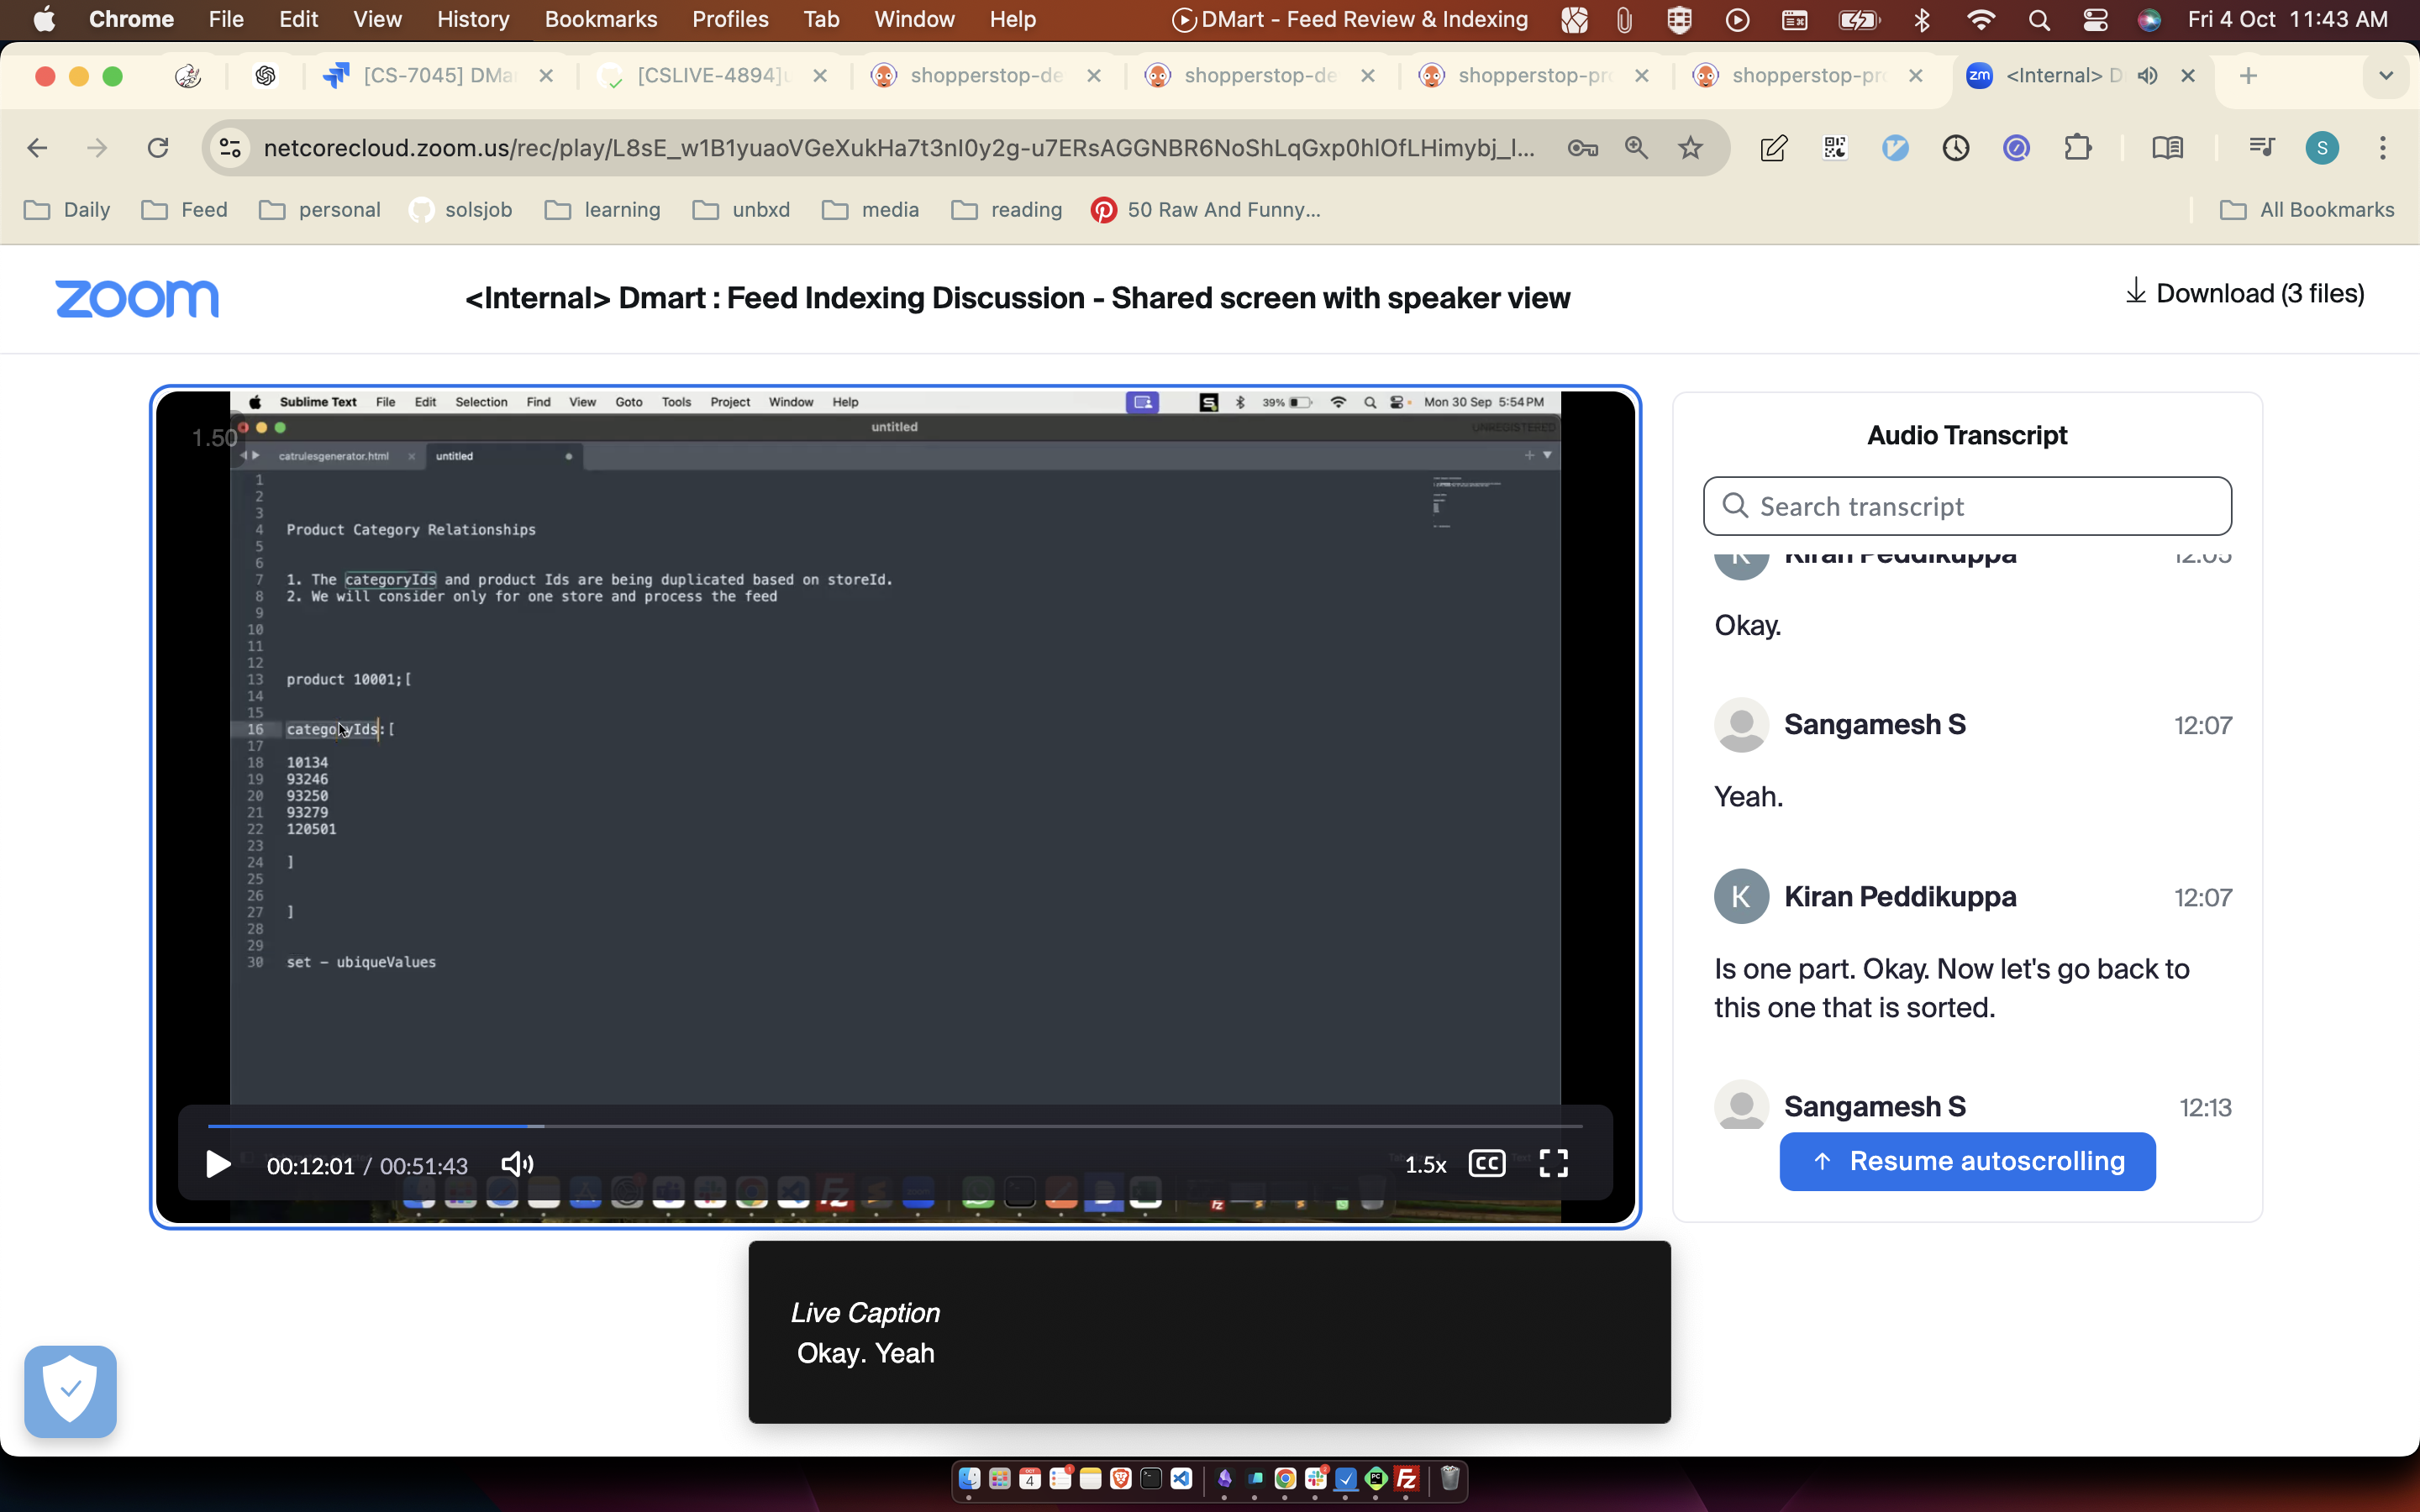 Chrome File Edit View History Bookmarks Profiles Tab Window Help DMart - Feed Review & Indexing Fri 4 Oct 11:43 AM
[CS-7045] DMa [CSLIVE-4894] shopperstop-de shopperstop-de shopperstop-pr shopperstop-pr zm <Internal> D
netcorecloud.zoom.us/rec/play/L8sE_w1B1yuaoVGeXukHa7t3nI0y2g-u7ERsAGGNBR6NoShLqGxp0hlOfLHimybj_l... S
Daily Feed personal solsjob learning unbxd media reading 50 Raw And Funny... All Bookmarks
zoom
<Internal> Dmart : Feed Indexing Discussion - Shared screen with speaker view
Download (3 files)
Sublime Text File Edit Selection Find View Goto Tools Project Window Help 39% Mon 30 Sep 5:54PM
1.50
untitled
UNREGISTERED
catrulesgenerator.html untitled
1
2
3
4 Product Category Relationships
5
6
7 1. The categoryIds and product Ids are being duplicated based on storeId.
8 2. We will consider only for one store and process the feed
9
10
11
12
13 product 10001;[
14
15
16 categoryIds:[
17
18 10134
19 93246
20 93250
21 93279
22 120501
23
24 ]
25
26
27 ]
28
29
30 set - ubiqueValues
00:12:01 / 00:51:43
1.5x CC
Audio Transcript
Search transcript
Kiran Peddikuppa 12:05
Okay.
Sangamesh S 12:07
Yeah.
K Kiran Peddikuppa 12:07
Is one part. Okay. Now let's go back to
this one that is sorted.
Sangamesh S 12:13
Resume autoscrolling
Live Caption
Okay. Yeah